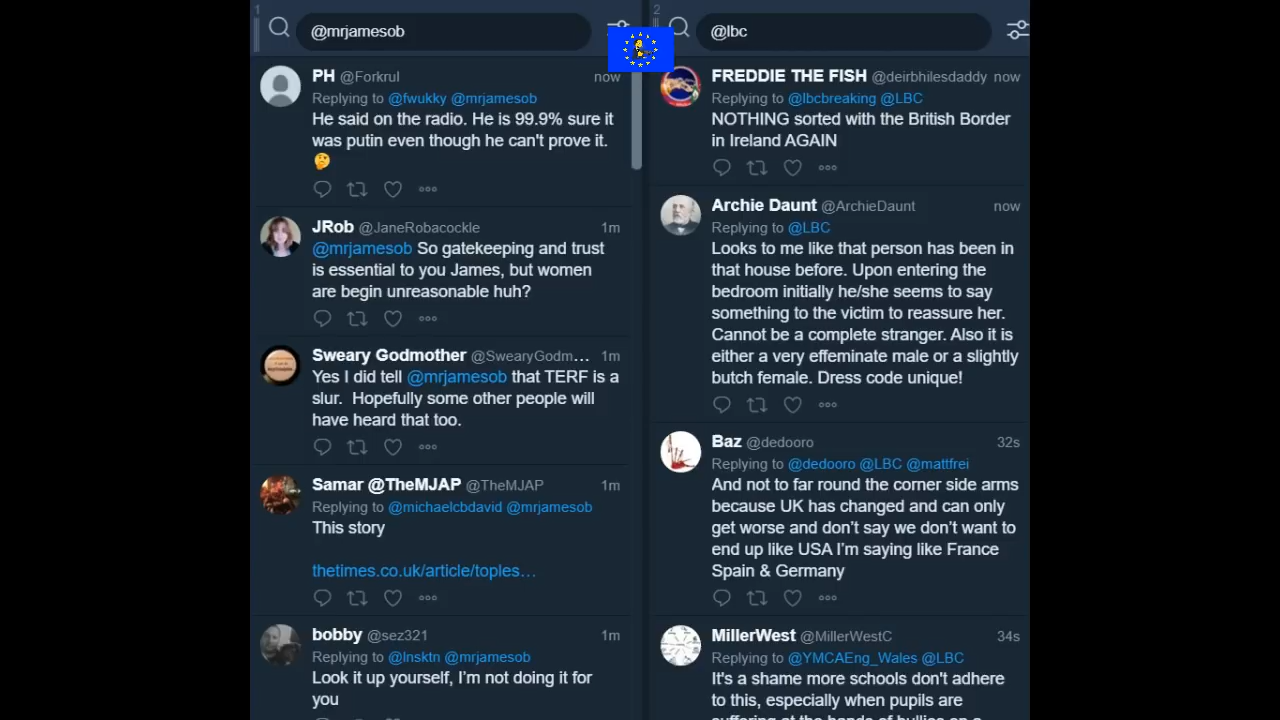 1
@mrjamesob
PH @Forkrul now
Replying to @fwukky @mrjamesob
He said on the radio. He is 99.9% sure it
was putin even though he can't prove it.
🤔
JRob @JaneRobacockle 1m
@mrjamesob So gatekeeping and trust
is essential to you James, but women
are begin unreasonable huh?
Sweary Godmother @SwearyGodm… 1m
Yes I did tell @mrjamesob that TERF is a
slur. Hopefully some other people will
have heard that too.
Samar @TheMJAP @TheMJAP 1m
Replying to @michaelcbdavid @mrjamesob
This story
thetimes.co.uk/article/toples…
bobby @sez321 1m
Replying to @lnsktn @mrjamesob
Look it up yourself, I'm not doing it for
you
2
@lbc
FREDDIE THE FISH @deirbhilesdaddy now
Replying to @lbcbreaking @LBC
NOTHING sorted with the British Border
in Ireland AGAIN
Archie Daunt @ArchieDaunt now
Replying to @LBC
Looks to me like that person has been in
that house before. Upon entering the
bedroom initially he/she seems to say
something to the victim to reassure her.
Cannot be a complete stranger. Also it is
either a very effeminate male or a slightly
butch female. Dress code unique!
Baz @dedooro 32s
Replying to @dedooro @LBC @mattfrei
And not to far round the corner side arms
because UK has changed and can only
get worse and don't say we don't want to
end up like USA I'm saying like France
Spain & Germany
MillerWest @MillerWestC 34s
Replying to @YMCAEng_Wales @LBC
It's a shame more schools don't adhere
to this, especially when pupils are
suffering at the hands of bullies on a